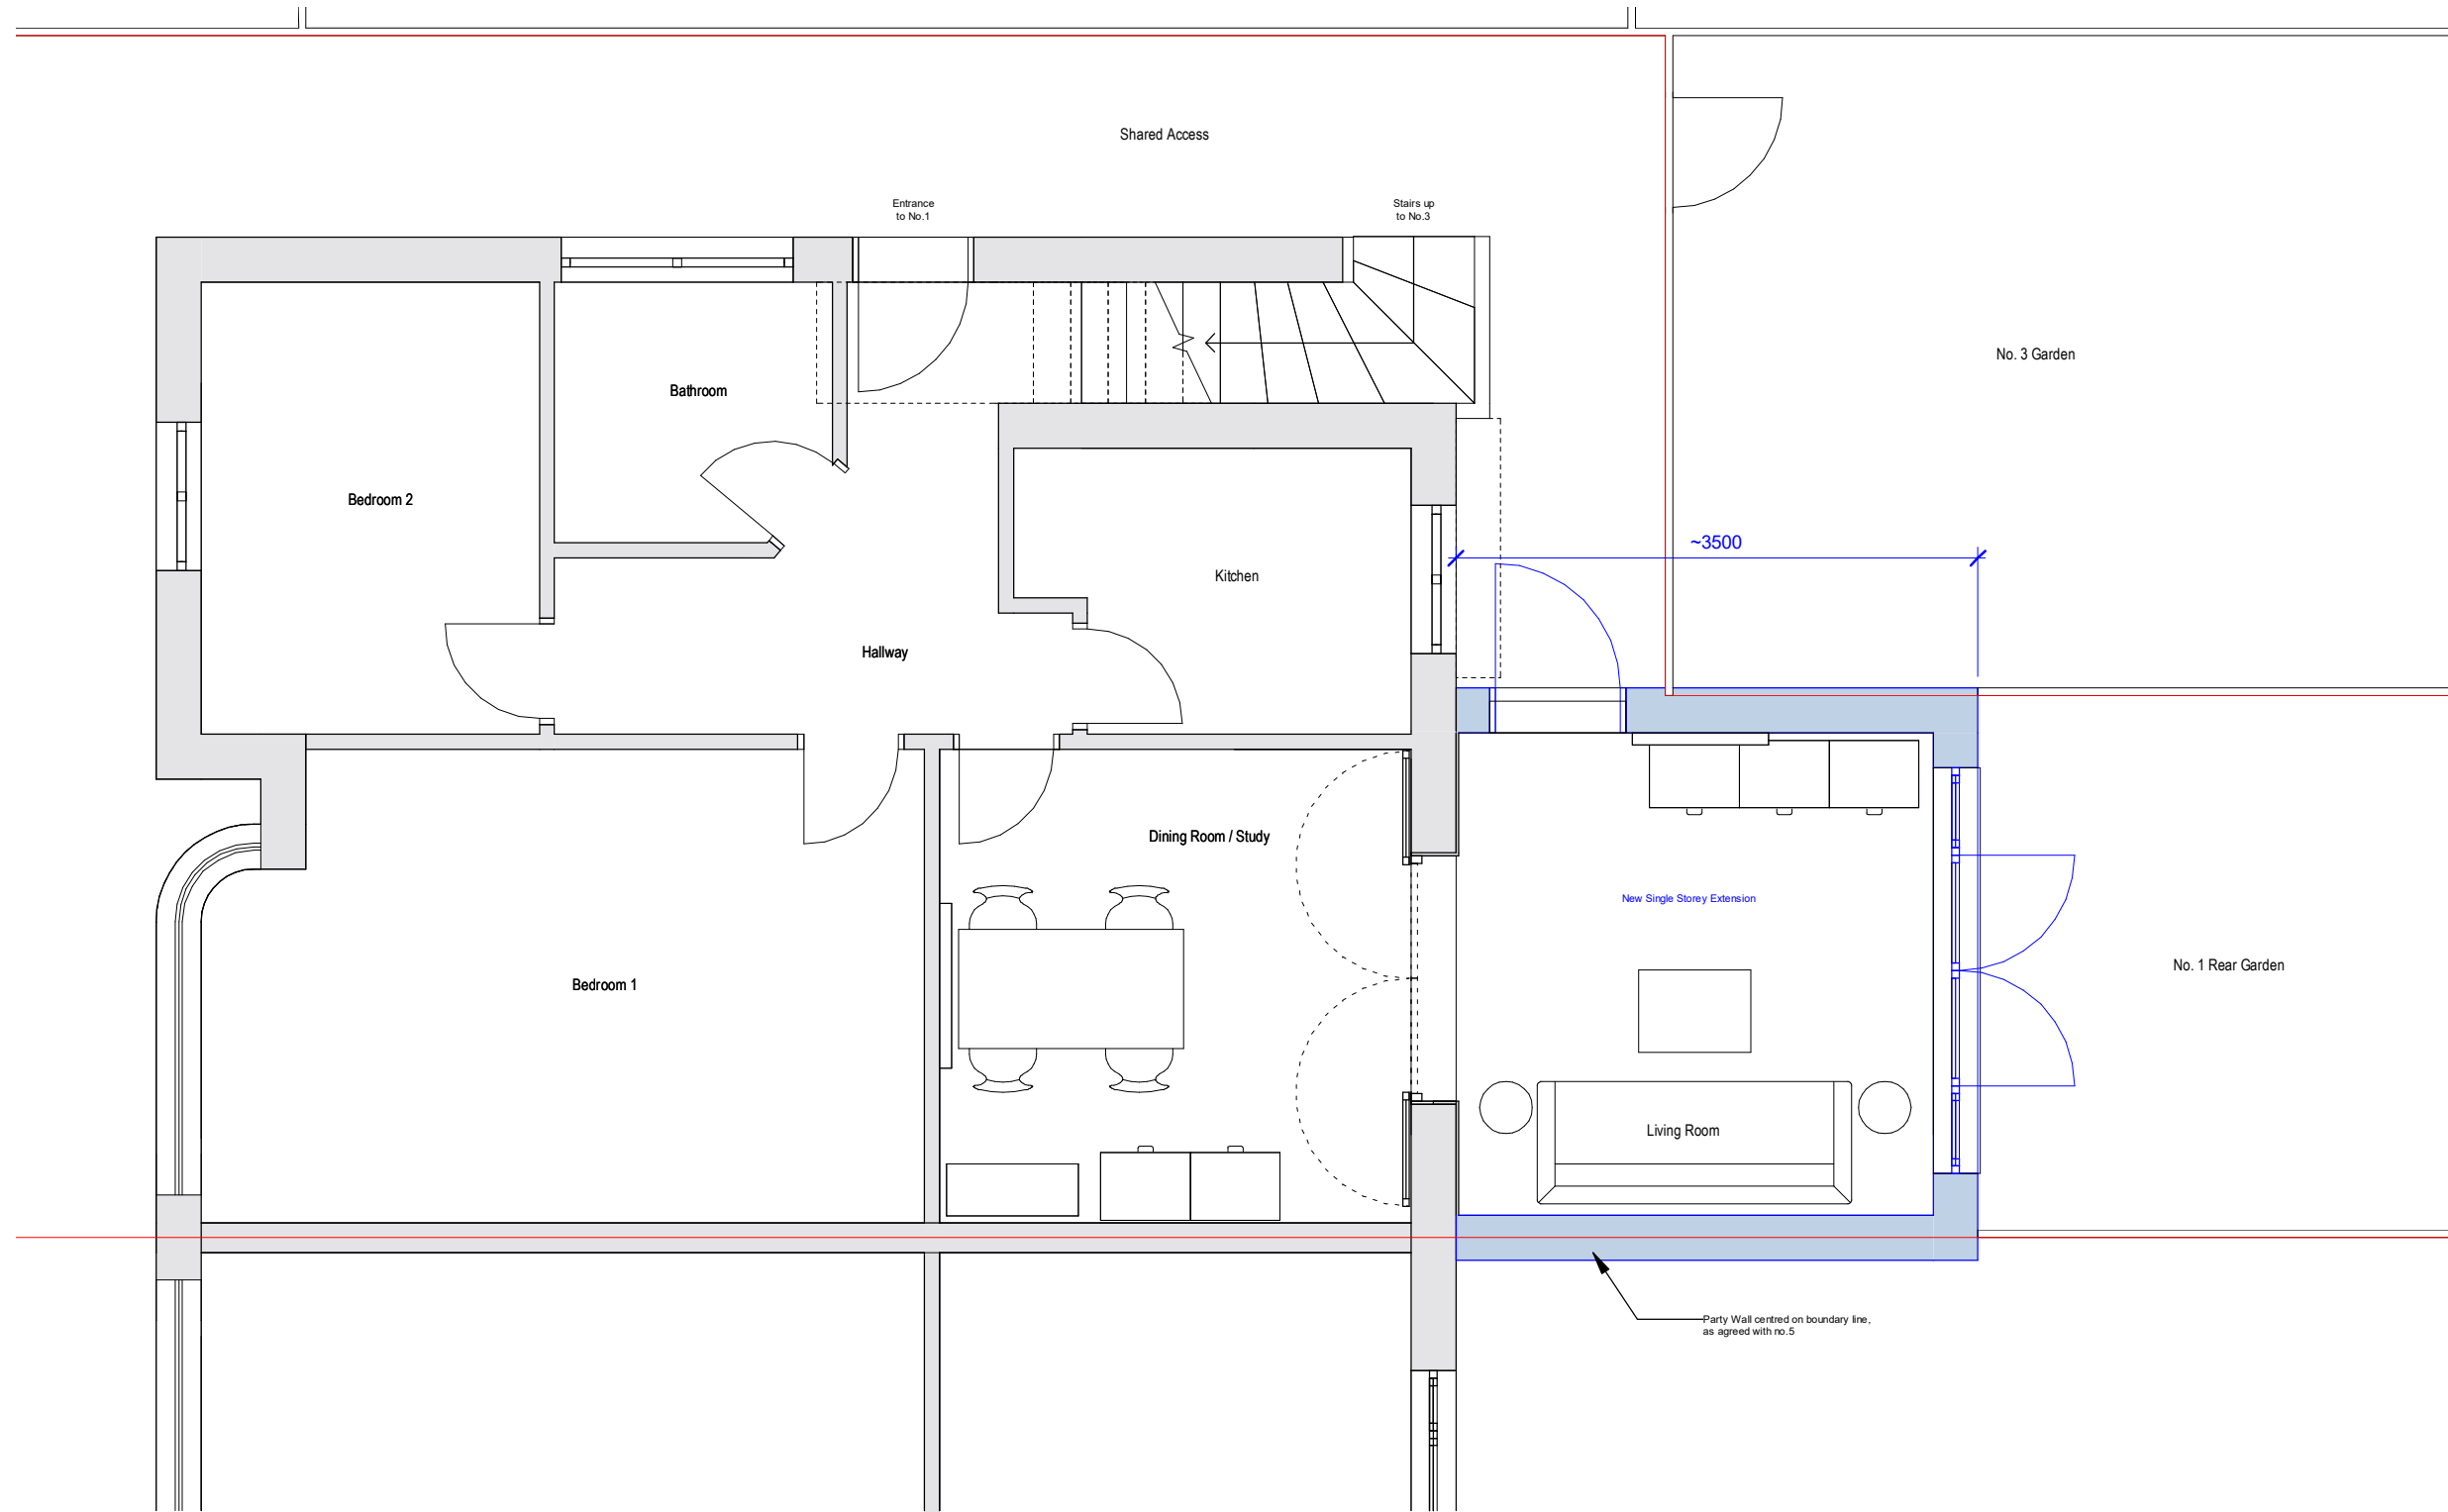 Shared Access
Entrance
to No.1
Stairs up
to No.3
No. 3 Garden
Bathroom
Bedroom 2
~3500
Kitchen
Hallway
Dining Room / Study
New Single Storey Extension
No. 1 Rear Garden
Bedroom 1
Living Room
Party Wall centred on boundary line,
as agreed with no.5